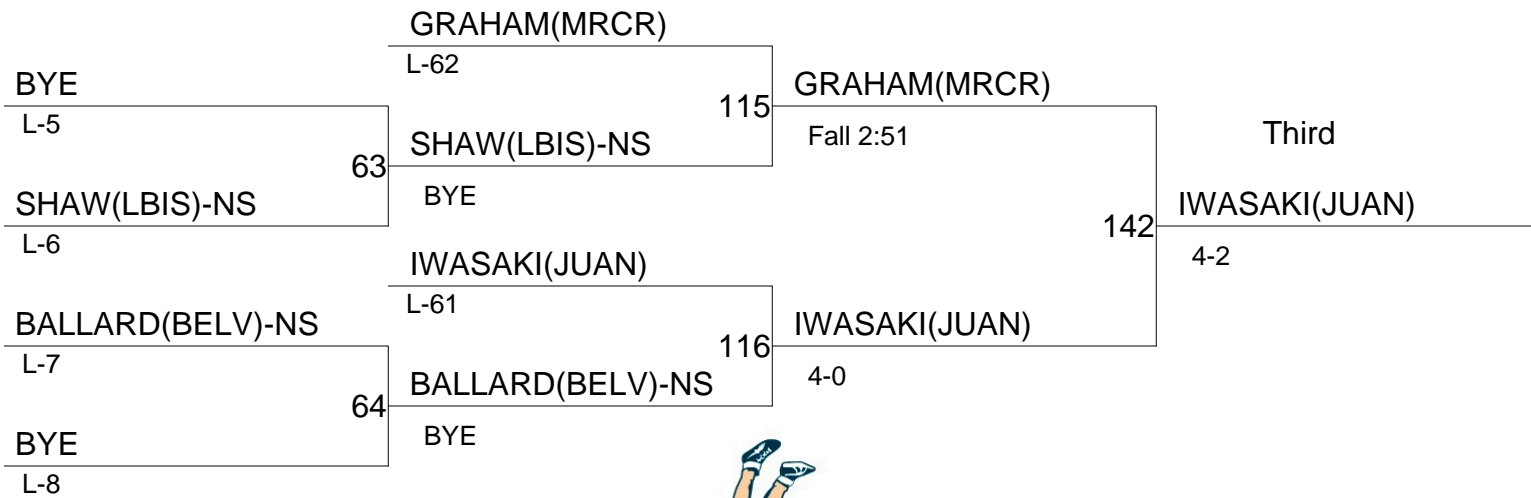 GRAHAM(MRCR)
L-62
BYE
L-5
115
GRAHAM(MRCR)
Fall 2:51
Third
63
SHAW(LBIS)-NS
BYE
SHAW(LBIS)-NS
L-6
142
IWASAKI(JUAN)
4-2
IWASAKI(JUAN)
L-61
BALLARD(BELV)-NS
L-7
116
IWASAKI(JUAN)
4-0
64
BALLARD(BELV)-NS
BYE
BYE
L-8